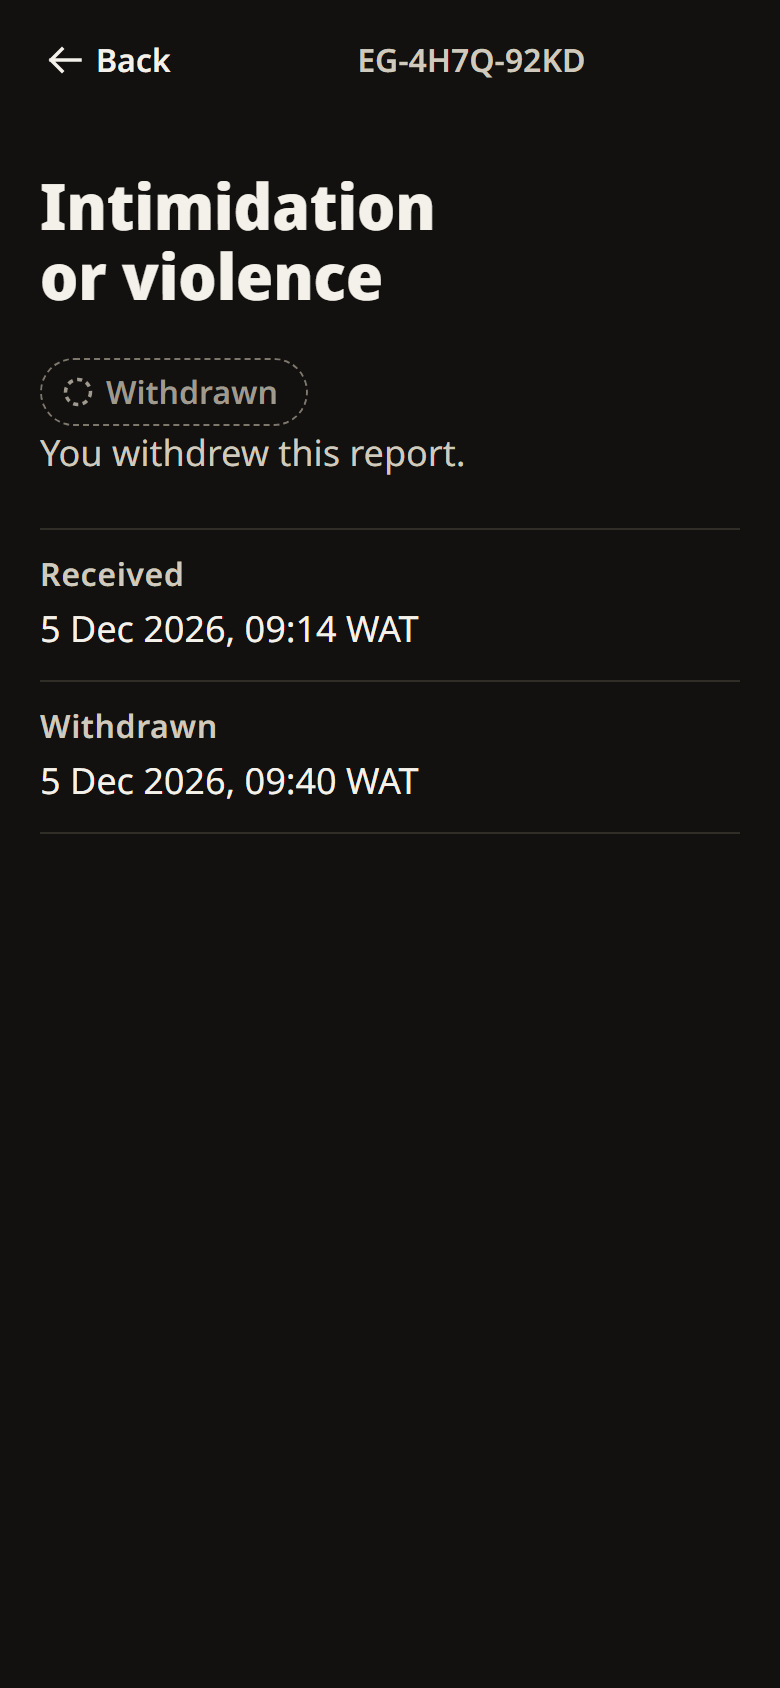 Back
EG-4H7Q-92KD
Intimidation
or violence
Withdrawn
You withdrew this report.
Received
5 Dec 2026, 09:14 WAT
Withdrawn
5 Dec 2026, 09:40 WAT